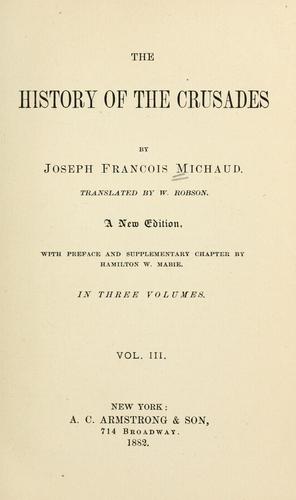 THE
HISTORY OF THE CRUSADES
BY
JOSEPH FRANCOIS MICHAUD.
TRANSLATED BY W. ROBSON.
A New Edition,
WITH PREFACE AND SUPPLEMENTARY CHAPTER BY
HAMILTON W. MABIE.
IN THREE VOLUMES.
VOL. III.
NEW YORK:
A. C. ARMSTRONG & SON,
714 BROADWAY.
1882.